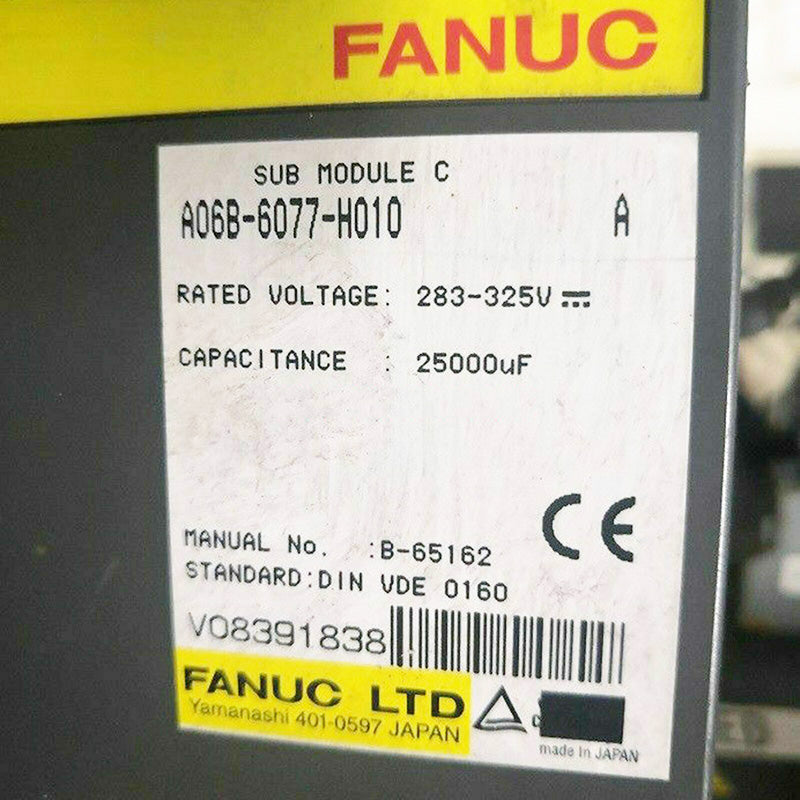 FANUC
SUB MODULE C
A06B-6077-H010 A
RATED VOLTAGE: 283-325V
CAPACITANCE : 25000uF
CE
MANUAL No. :B-65162
STANDARD:DIN VDE 0160
V08391838
FANUC LTD
Yamanashi 401-0597 JAPAN
made in JAPAN